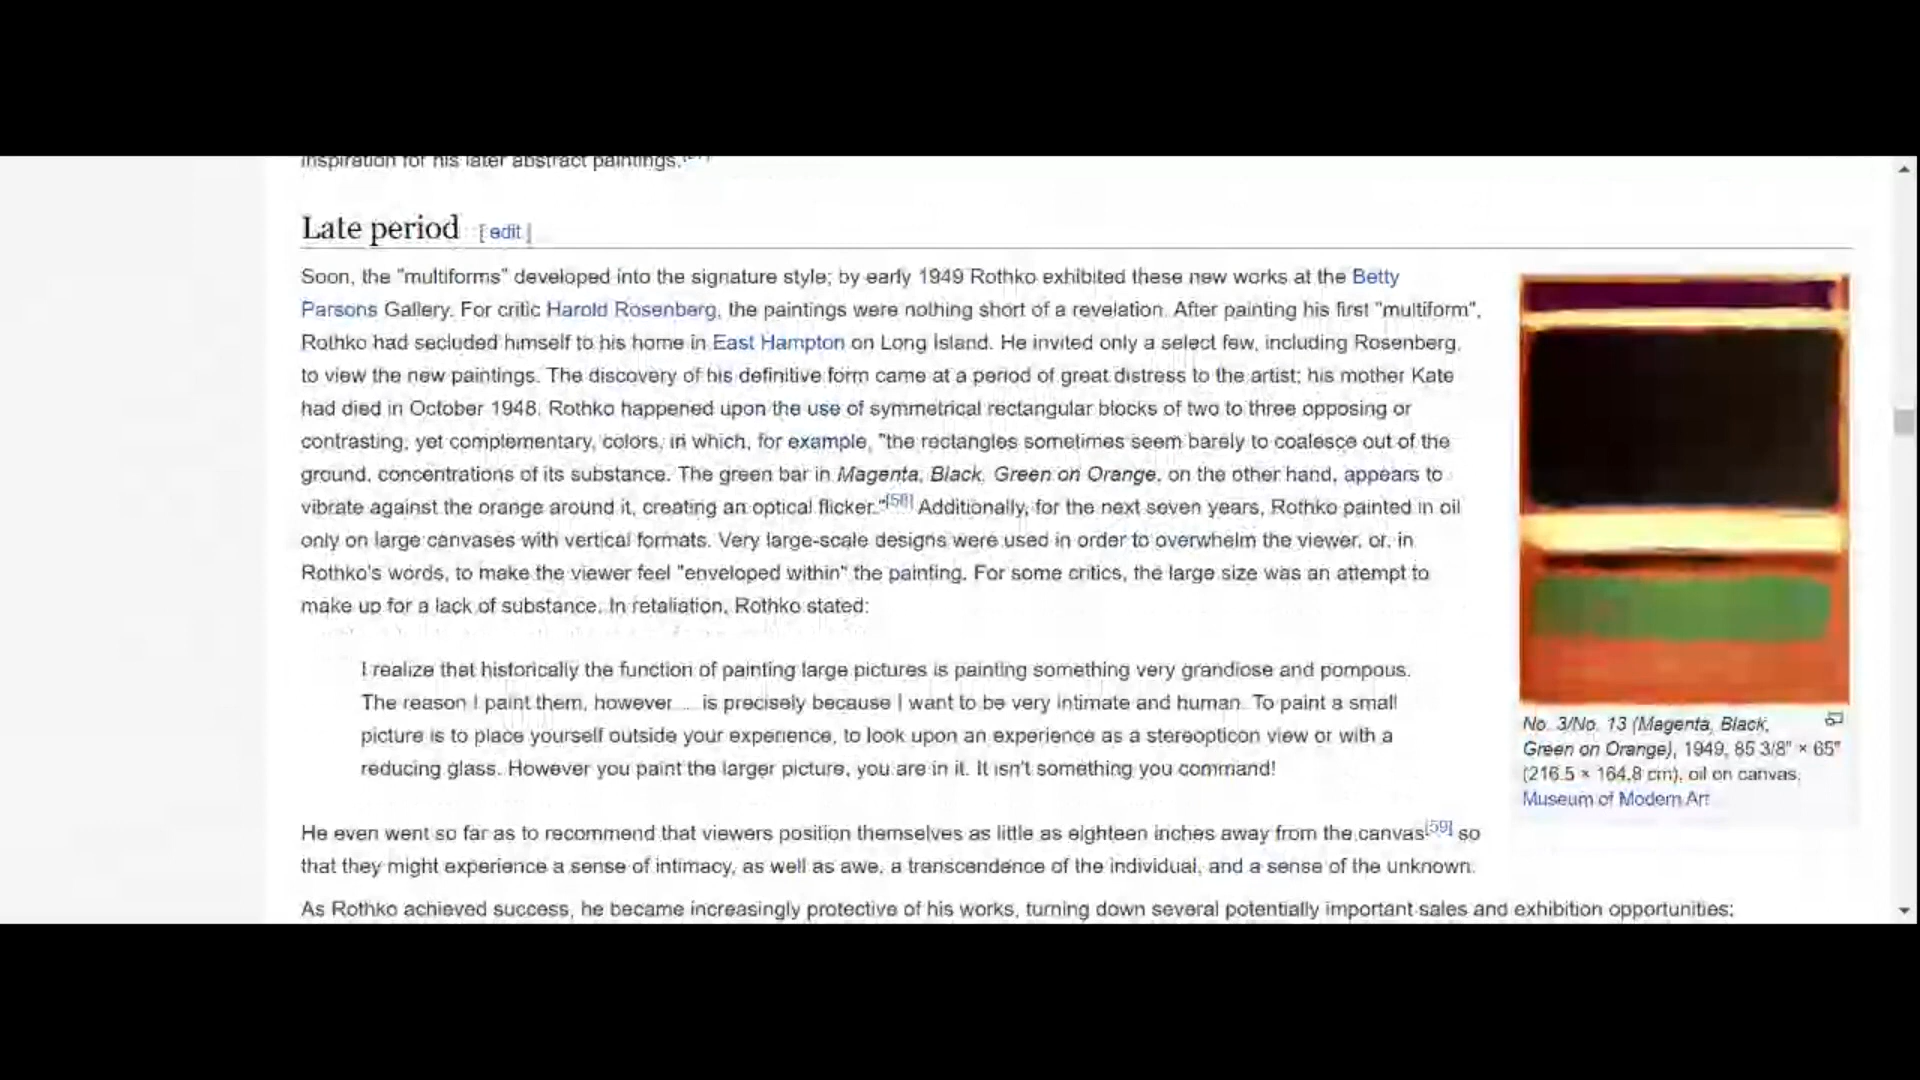 inspiration for his later abstract paintings.
Late period [ edit ]
Soon, the "multiforms" developed into the signature style; by early 1949 Rothko exhibited these new works at the Betty
Parsons Gallery. For critic Harold Rosenberg, the paintings were nothing short of a revelation. After painting his first "multiform",
Rothko had secluded himself to his home in East Hampton on Long Island. He invited only a select few, including Rosenberg,
to view the new paintings. The discovery of his definitive form came at a period of great distress to the artist; his mother Kate
had died in October 1948. Rothko happened upon the use of symmetrical rectangular blocks of two to three opposing or
contrasting, yet complementary, colors, in which, for example, "the rectangles sometimes seem barely to coalesce out of the
ground, concentrations of its substance. The green bar in Magenta, Black, Green on Orange, on the other hand, appears to
vibrate against the orange around it, creating an optical flicker."[58] Additionally, for the next seven years, Rothko painted in oil
only on large canvases with vertical formats. Very large-scale designs were used in order to overwhelm the viewer, or, in
Rothko's words, to make the viewer feel "enveloped within" the painting. For some critics, the large size was an attempt to
make up for a lack of substance. In retaliation, Rothko stated:
I realize that historically the function of painting large pictures is painting something very grandiose and pompous.
The reason I paint them, however ... is precisely because I want to be very intimate and human. To paint a small
picture is to place yourself outside your experience, to look upon an experience as a stereopticon view or with a
reducing glass. However you paint the larger picture, you are in it. It isn't something you command!
He even went so far as to recommend that viewers position themselves as little as eighteen inches away from the canvas[59] so
that they might experience a sense of intimacy, as well as awe, a transcendence of the individual, and a sense of the unknown.
As Rothko achieved success, he became increasingly protective of his works, turning down several potentially important sales and exhibition opportunities:
No. 3/No. 13 (Magenta, Black,
Green on Orange), 1949, 85 3/8" × 65"
(216.5 × 164.8 cm), oil on canvas,
Museum of Modern Art